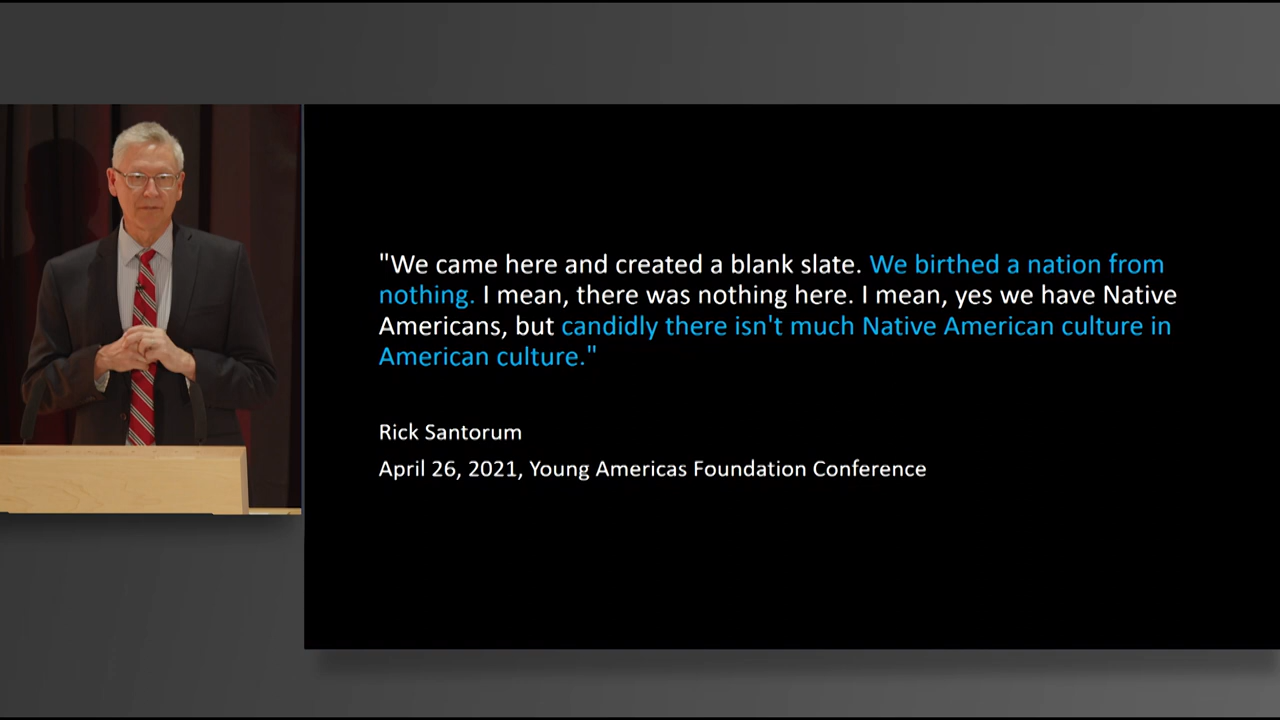 "We came here and created a blank slate. We birthed a nation from
nothing. I mean, there was nothing here. I mean, yes we have Native
Americans, but candidly there isn't much Native American culture in
American culture."
Rick Santorum
April 26, 2021, Young Americas Foundation Conference